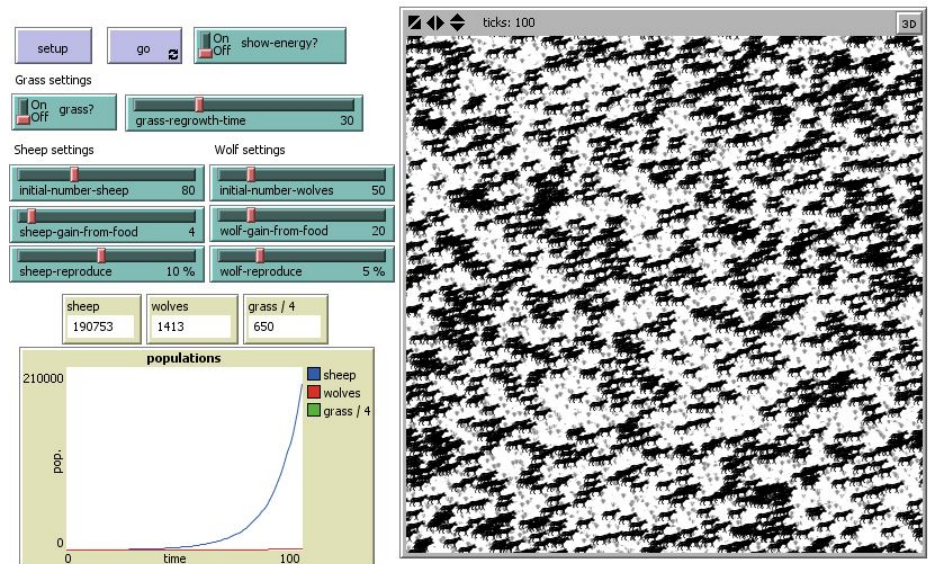 ticks: 100
3D
setup
go
On
Off
show-energy?
Grass settings
On
Off
grass?
grass-regrowth-time 30
Sheep settings
Wolf settings
initial-number-sheep 80
initial-number-wolves 50
sheep-gain-from-food 4
wolf-gain-from-food 20
sheep-reproduce 10 %
wolf-reproduce 5 %
sheep
190753
wolves
1413
grass / 4
650
populations
210000
pop.
0
0
time
100
sheep
wolves
grass / 4